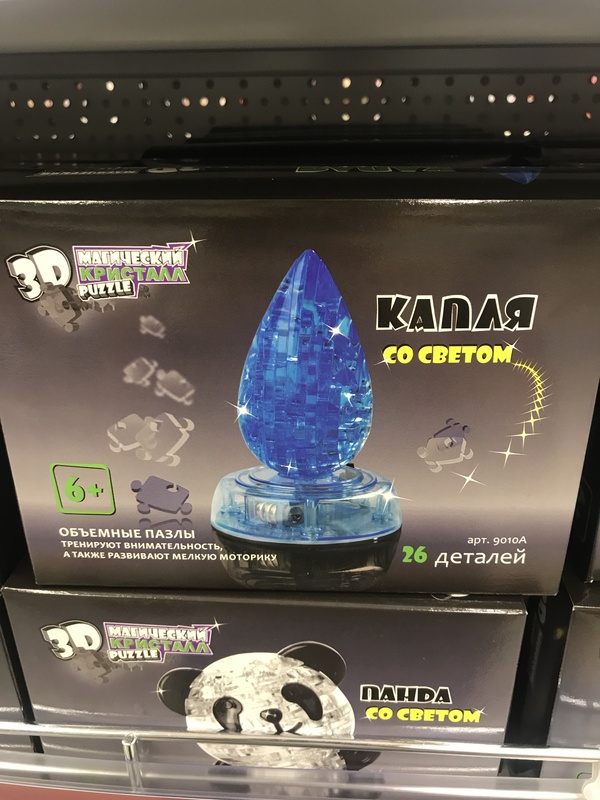 3D МАГИЧЕСКИЙ
КРИСТАЛЛ
PUZZLE
КАПЛЯ
СО СВЕТОМ
6+
ОБЪЕМНЫЕ ПАЗЛЫ
ТРЕНИРУЮТ ВНИМАТЕЛЬНОСТЬ,
А ТАКЖЕ РАЗВИВАЮТ МЕЛКУЮ МОТОРИКУ
арт. 9010А
26 деталей
3D МАГИЧЕСКИЙ
КРИСТАЛЛ
PUZZLE
ПАНДА
СО СВЕТОМ